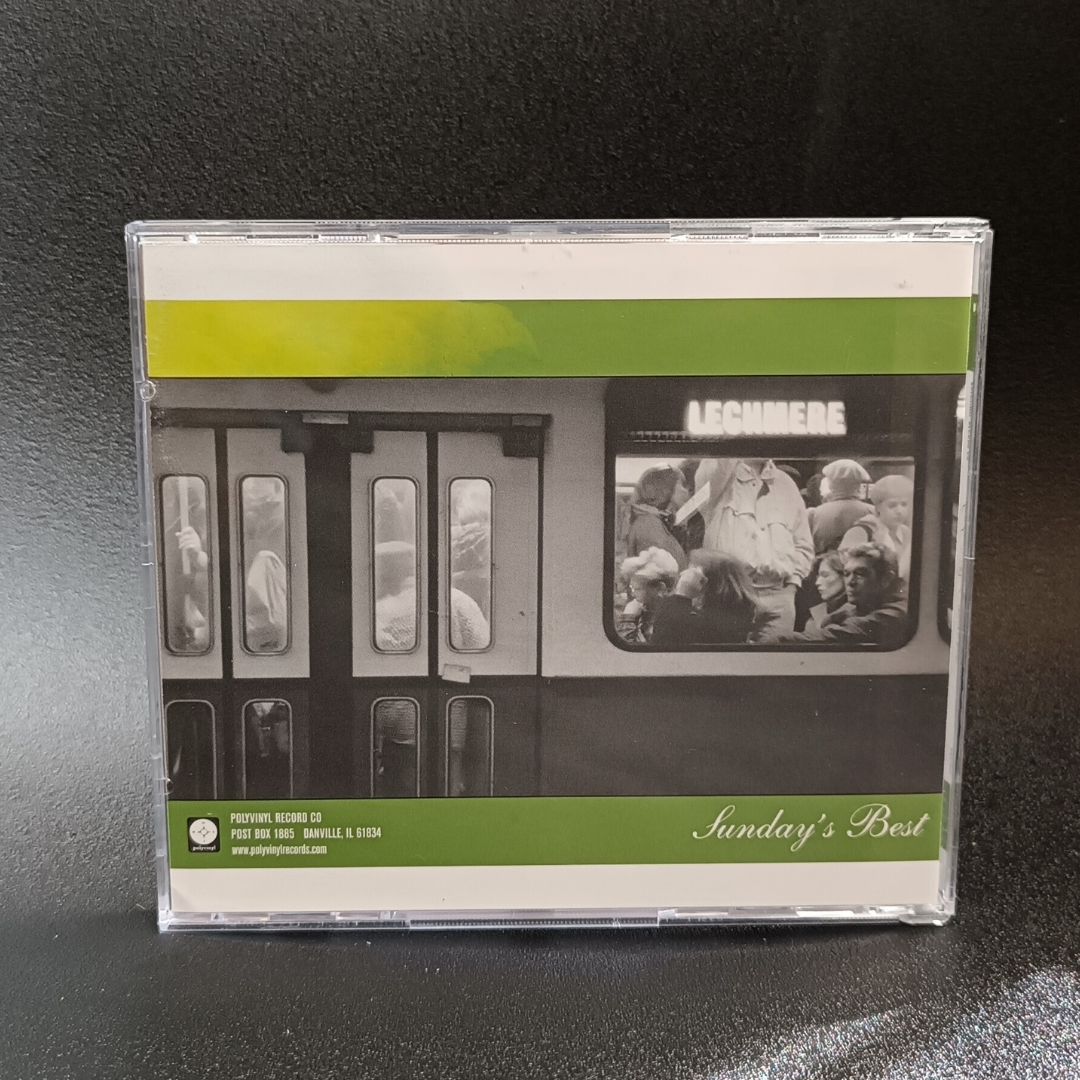 LECHMERE
POLYVINYL RECORD CO
POST BOX 1885 DANVILLE, IL 61834
www.polyvinylrecords.com
polyvinyl
Sunday's Best